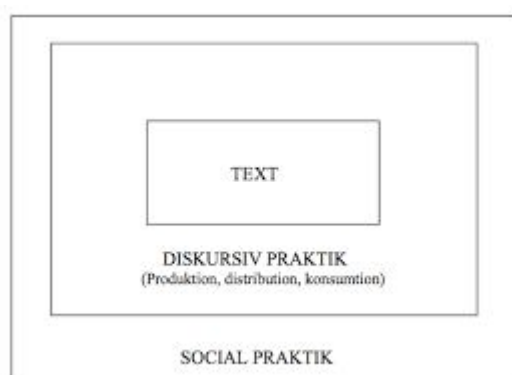 TEXT
DISKURSIV PRAKTIK
(Produktion, distribution, konsumtion)
SOCIAL PRAKTIK